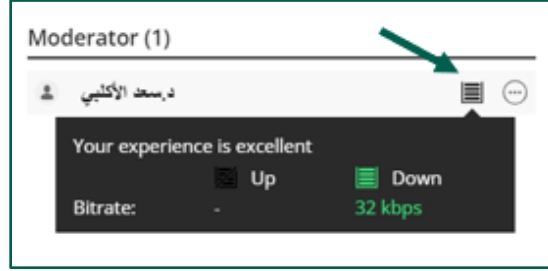 Moderator (1)
د.سعد الأكلبي
Your experience is excellent
Up Down
Bitrate: - 32 kbps